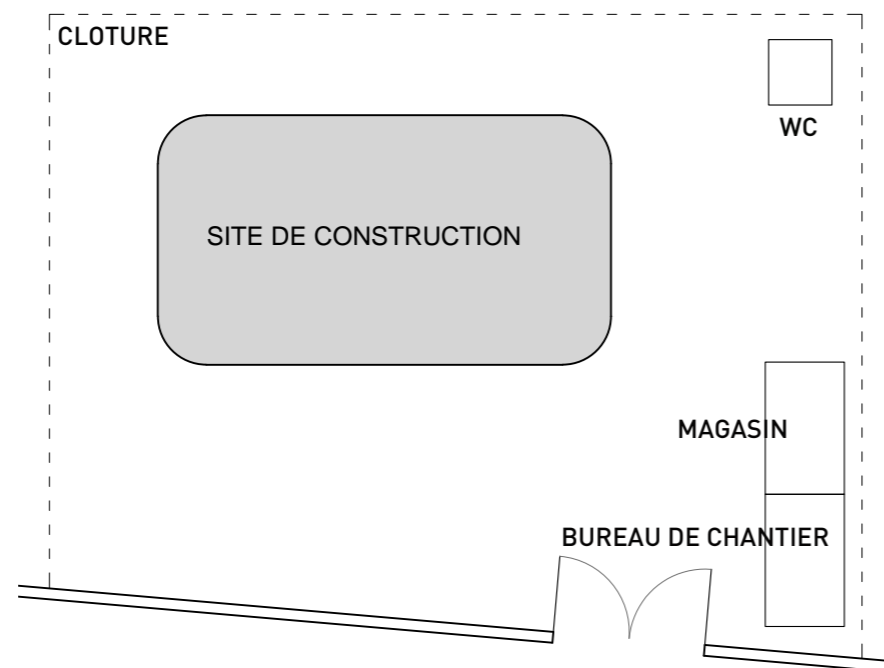 CLOTURE
WC
SITE DE CONSTRUCTION
MAGASIN
BUREAU DE CHANTIER